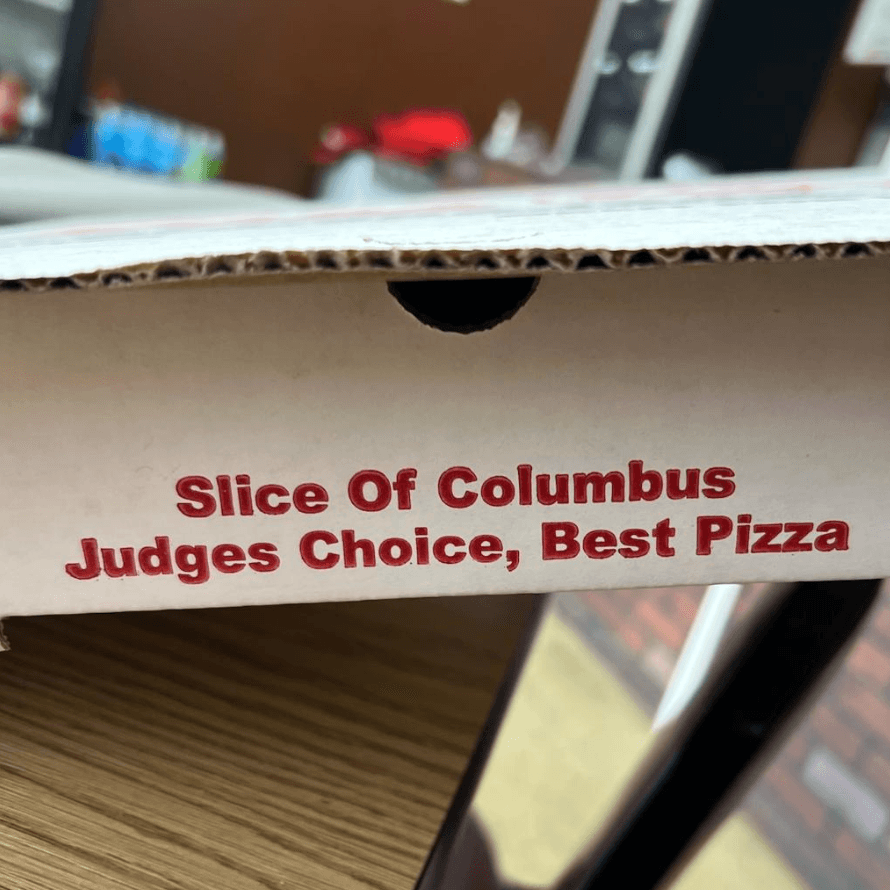 Slice Of Columbus
Judges Choice, Best Pizza